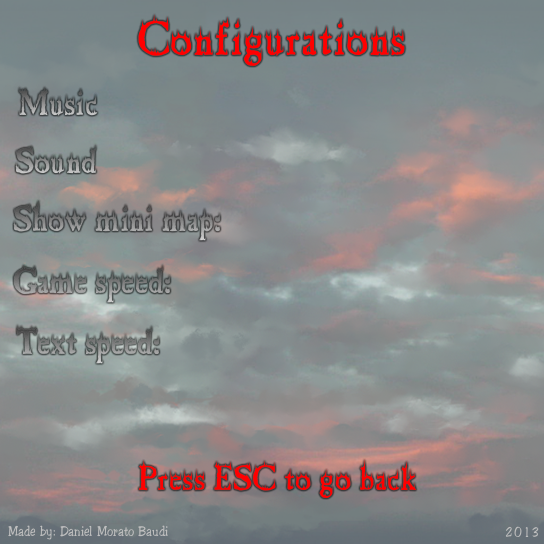 Configurations
Music
Sound
Show mini map:
Game speed:
Text speed:
Press ESC to go back
Made by: Daniel Morato Baudi
2013